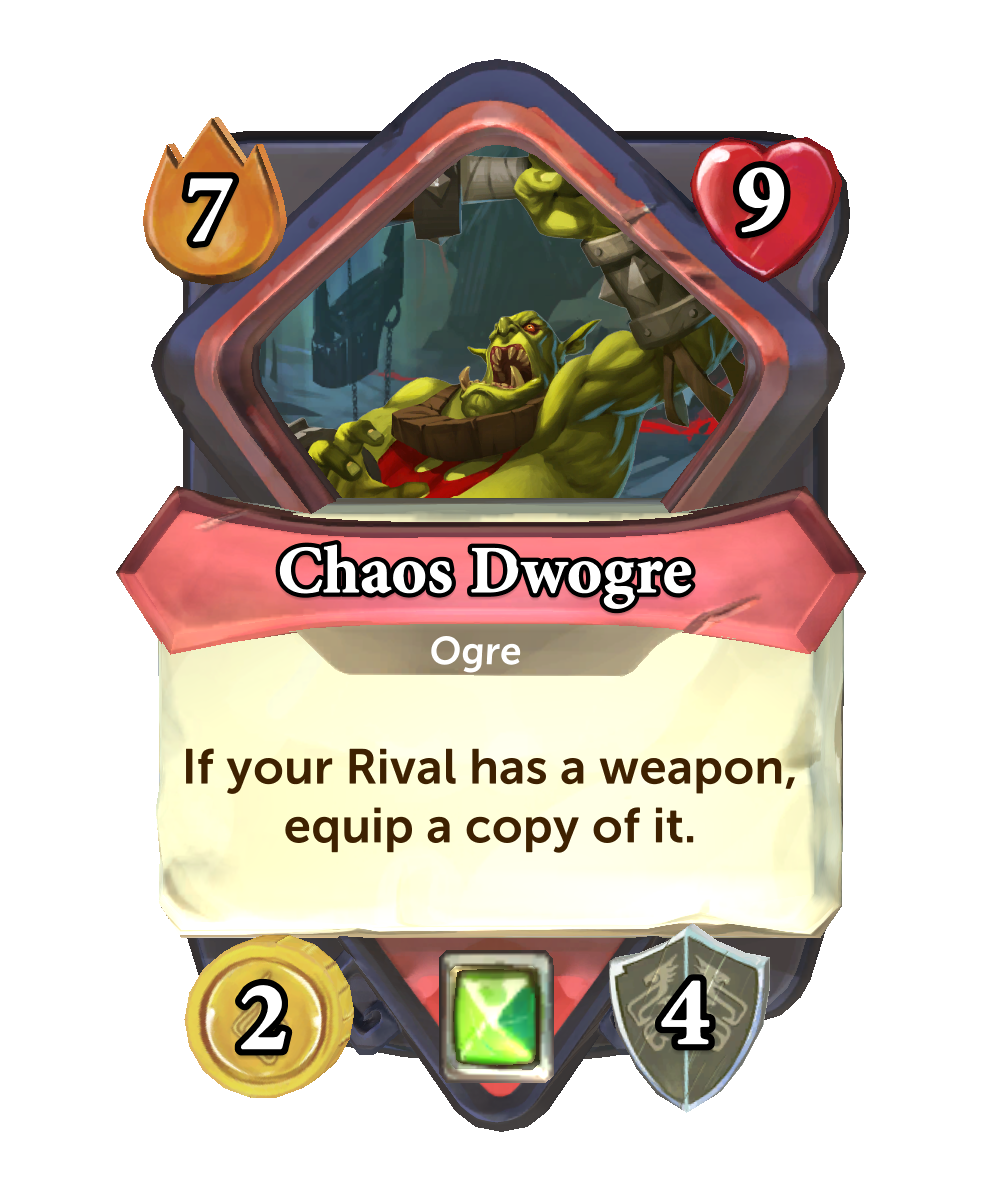 7
9
Chaos Dwogre
Ogre
If your Rival has a weapon,
equip a copy of it.
2
4